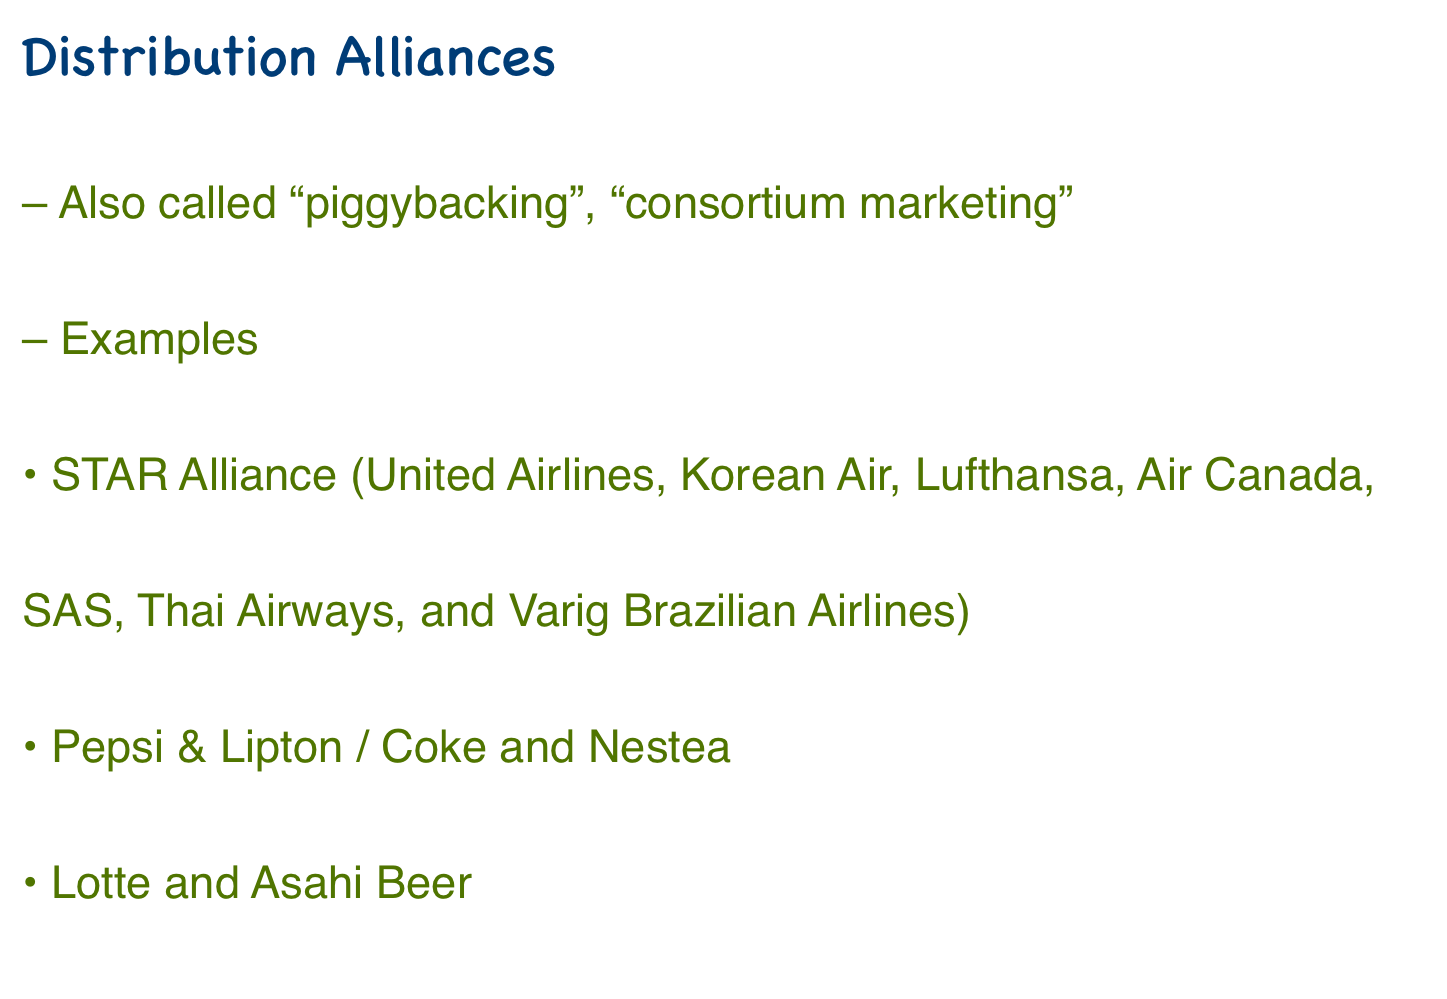 Distribution Alliances
– Also called “piggybacking”, “consortium marketing”
– Examples
• STAR Alliance (United Airlines, Korean Air, Lufthansa, Air Canada,
SAS, Thai Airways, and Varig Brazilian Airlines)
• Pepsi & Lipton / Coke and Nestea
• Lotte and Asahi Beer